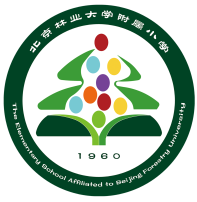 北京林业大学附属小学
1960
The Elementary School Affiliated to Beijing Forestry University